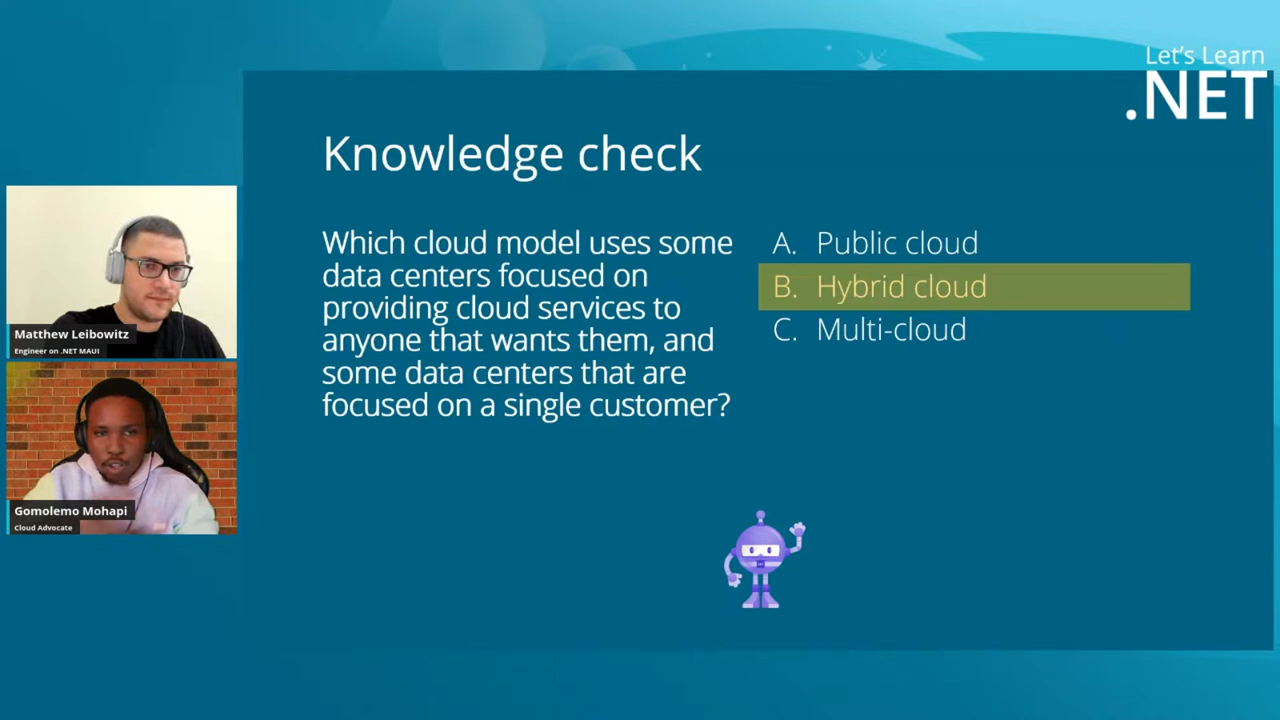 Let's Learn
.NET
Knowledge check
Which cloud model uses some
data centers focused on
providing cloud services to
anyone that wants them, and
some data centers that are
focused on a single customer?
A. Public cloud
B. Hybrid cloud
C. Multi-cloud
Matthew Leibowitz
Engineer on .NET MAUI
Gomolemo Mohapi
Cloud Advocate